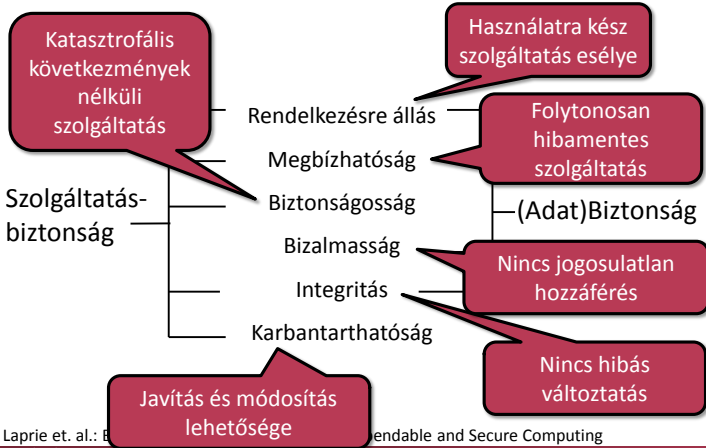 Katasztrofális
következmények
nélküli
szolgáltatás
Használatra kész
szolgáltatás esélye
Rendelkezésre állás
Folytonosan
hibamentes
szolgáltatás
Megbízhatóság
Szolgáltatás-
biztonság
Biztonságosság
(Adat)Biztonság
Bizalmasság
Nincs jogosulatlan
hozzáférés
Integritás
Karbantarthatóság
Nincs hibás
változtatás
Javítás és módosítás
lehetősége
Laprie et. al.: pendable and Secure Computing